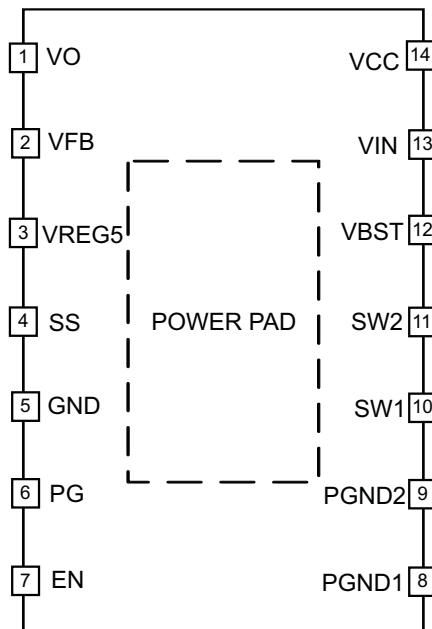 1 VO
VCC 14
2 VFB
VIN 13
3 VREG5
VBST 12
4 SS
POWER PAD
SW2 11
5 GND
SW1 10
6 PG
PGND2 9
7 EN
PGND1 8